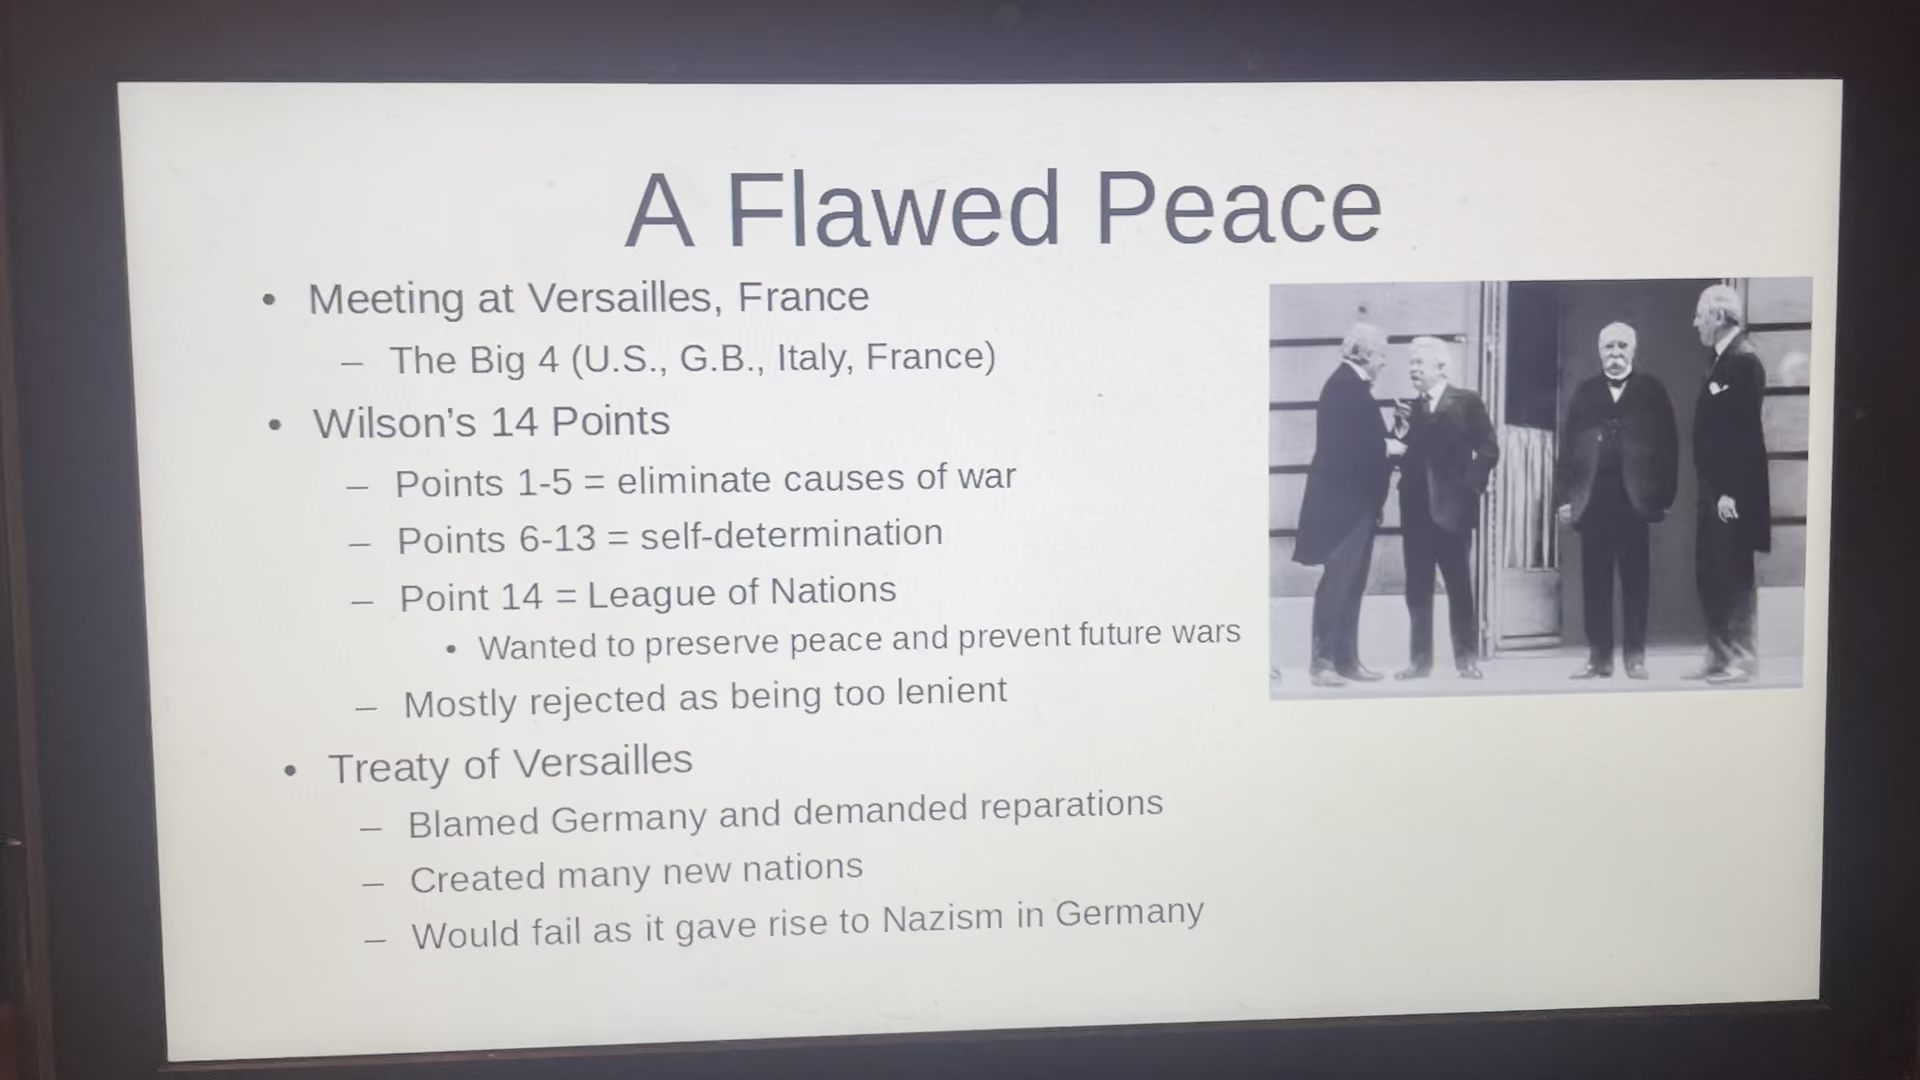 A Flawed Peace
• Meeting at Versailles, France
– The Big 4 (U.S., G.B., Italy, France)
• Wilson's 14 Points
– Points 1-5 = eliminate causes of war
– Points 6-13 = self-determination
– Point 14 = League of Nations
• Wanted to preserve peace and prevent future wars
– Mostly rejected as being too lenient
• Treaty of Versailles
– Blamed Germany and demanded reparations
– Created many new nations
– Would fail as it gave rise to Nazism in Germany